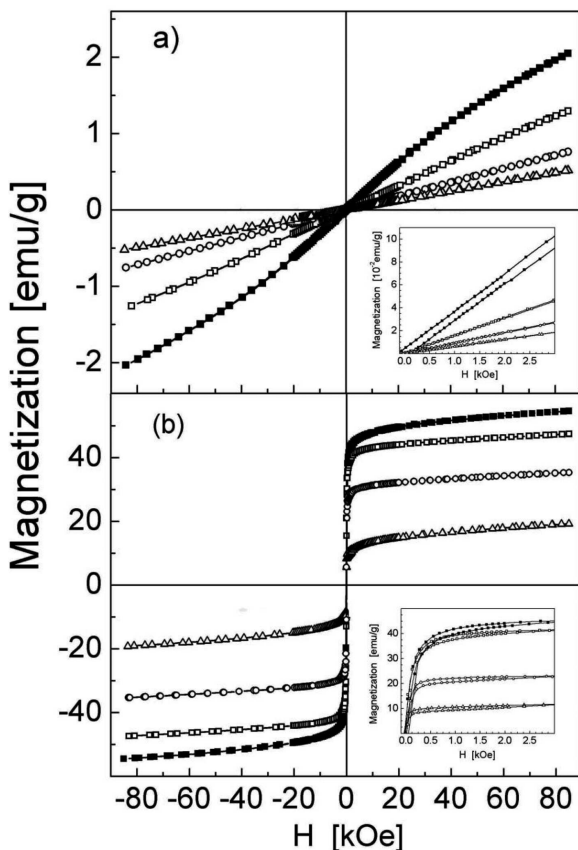 a)
Magnetization [emu/g]
2
1
0
-1
-2
Magnetization [10-2emu/g]
10
8
6
4
2
0.0 0.5 1.0 1.5 2.0 2.5
H [kOe]
(b)
40
20
0
-20
-40
Magnetization [emu/g]
40
30
20
10
0.0 0.5 1.0 1.5 2.0 2.5
H [kOe]
-80 -60 -40 -20 0 20 40 60 80
H [kOe]